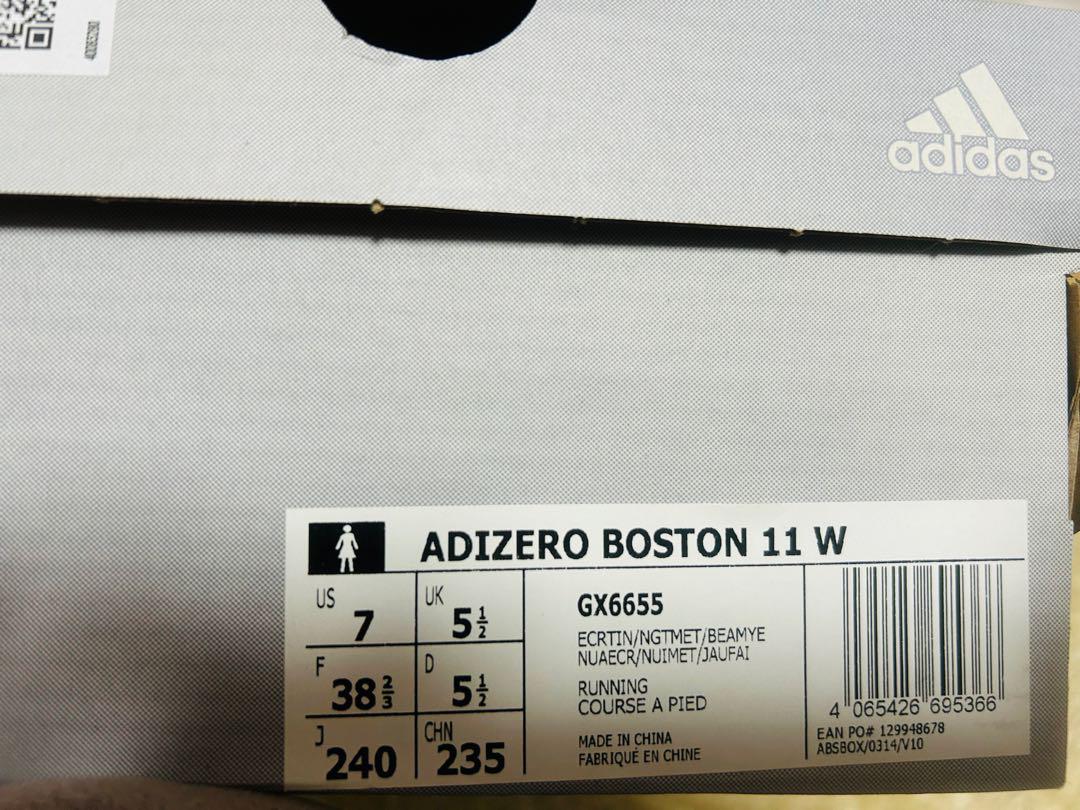 adidas
ADIZERO BOSTON 11 W
US 7
UK 5½
F 38⅔
D 5½
J 240
CHN 235
GX6655
ECRTIN/NGTMET/BEAMYE
NUAECR/NUIMET/JAUFAI
RUNNING
COURSE A PIED
MADE IN CHINA
FABRIQUÉ EN CHINE
4 065426 695366
EAN PO# 129948678
ABSBOX/0314/V10